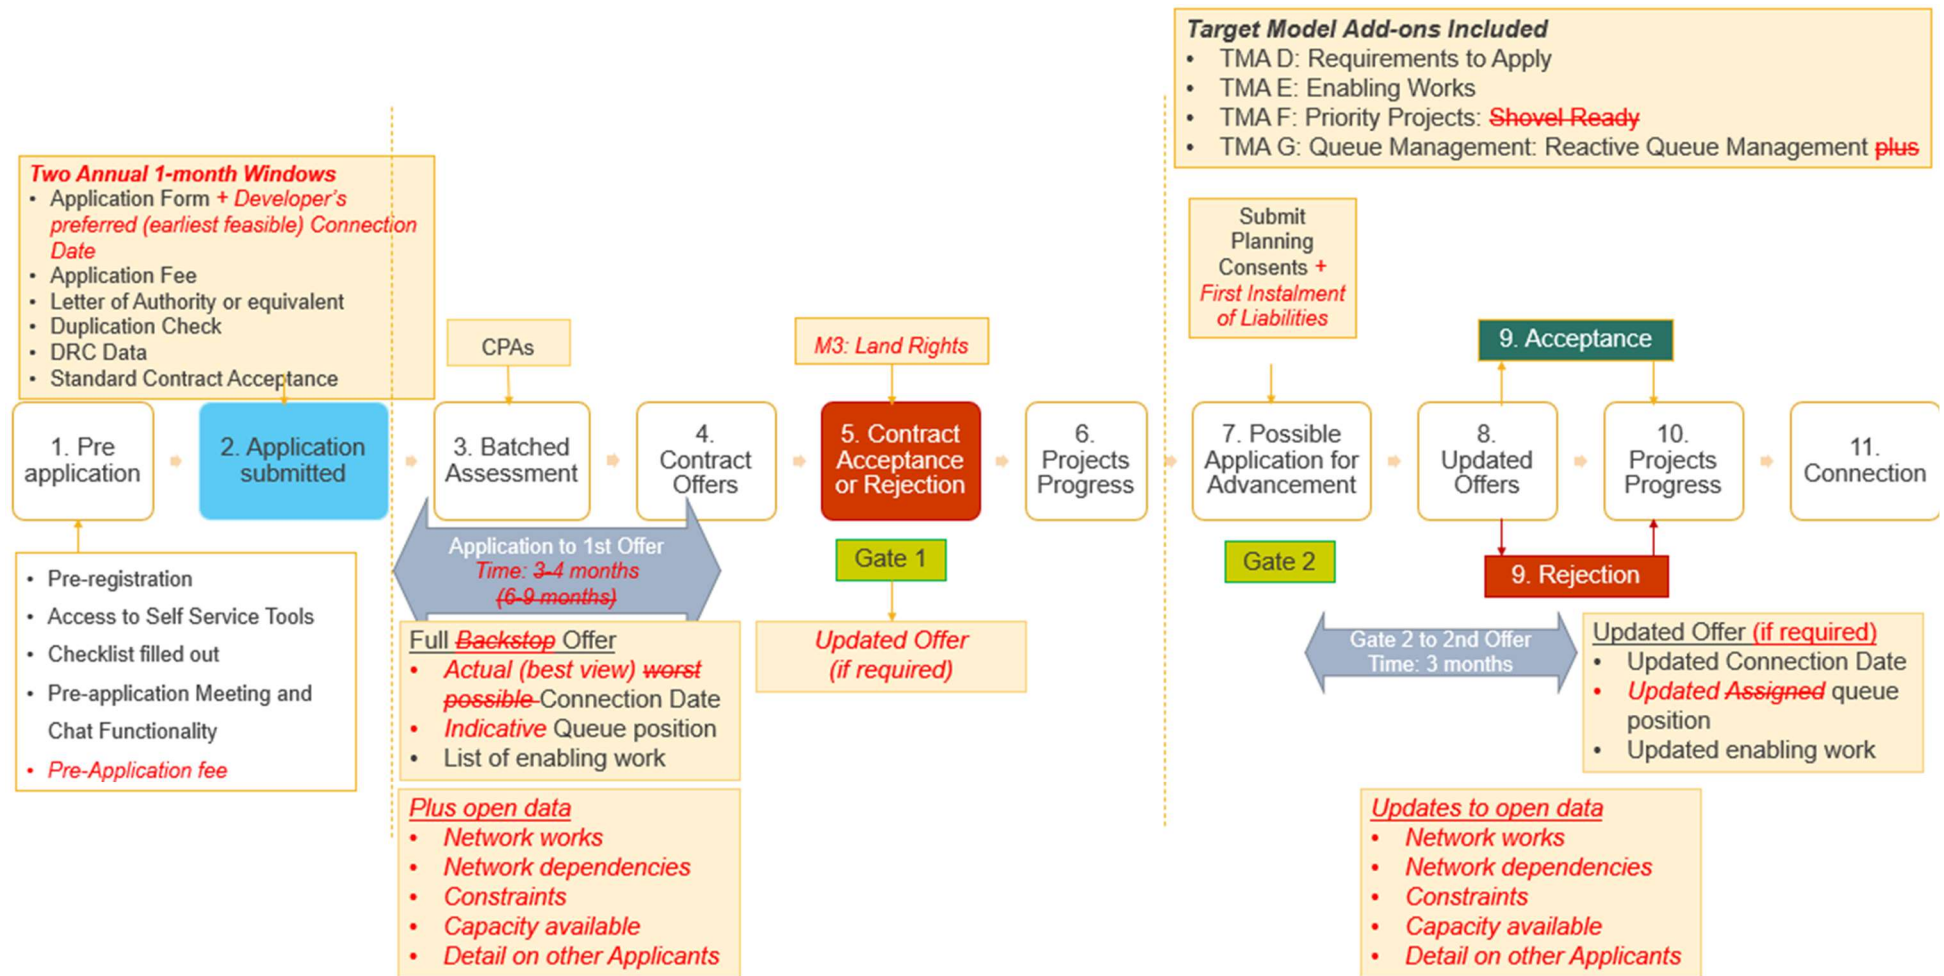 Target Model Add-ons Included
• TMA D: Requirements to Apply
• TMA E: Enabling Works
• TMA F: Priority Projects: Shovel Ready
• TMA G: Queue Management: Reactive Queue Management plus
Two Annual 1-month Windows
• Application Form + Developer's
preferred (earliest feasible) Connection
Date
• Application Fee
• Letter of Authority or equivalent
• Duplication Check
• DRC Data
• Standard Contract Acceptance
CPAs
M3: Land Rights
Submit
Planning
Consents +
First Instalment
of Liabilities
9. Acceptance
1. Pre
application
2. Application
submitted
3. Batched
Assessment
4.
Contract
Offers
5. Contract
Acceptance
or Rejection
6.
Projects
Progress
7. Possible
Application for
Advancement
8.
Updated
Offers
10.
Projects
Progress
11.
Connection
• Pre-registration
• Access to Self Service Tools
• Checklist filled out
• Pre-application Meeting and
Chat Functionality
• Pre-Application fee
Application to 1st Offer
Time: 3-4 months
(6-9 months)
Gate 1
Gate 2
9. Rejection
Full Backstop Offer
• Actual (best view) worst
possible Connection Date
• Indicative Queue position
• List of enabling work
Updated Offer
(if required)
Gate 2 to 2nd Offer
Time: 3 months
Updated Offer (if required)
• Updated Connection Date
• Updated Assigned queue
position
• Updated enabling work
Plus open data
• Network works
• Network dependencies
• Constraints
• Capacity available
• Detail on other Applicants
Updates to open data
• Network works
• Network dependencies
• Constraints
• Capacity available
• Detail on other Applicants